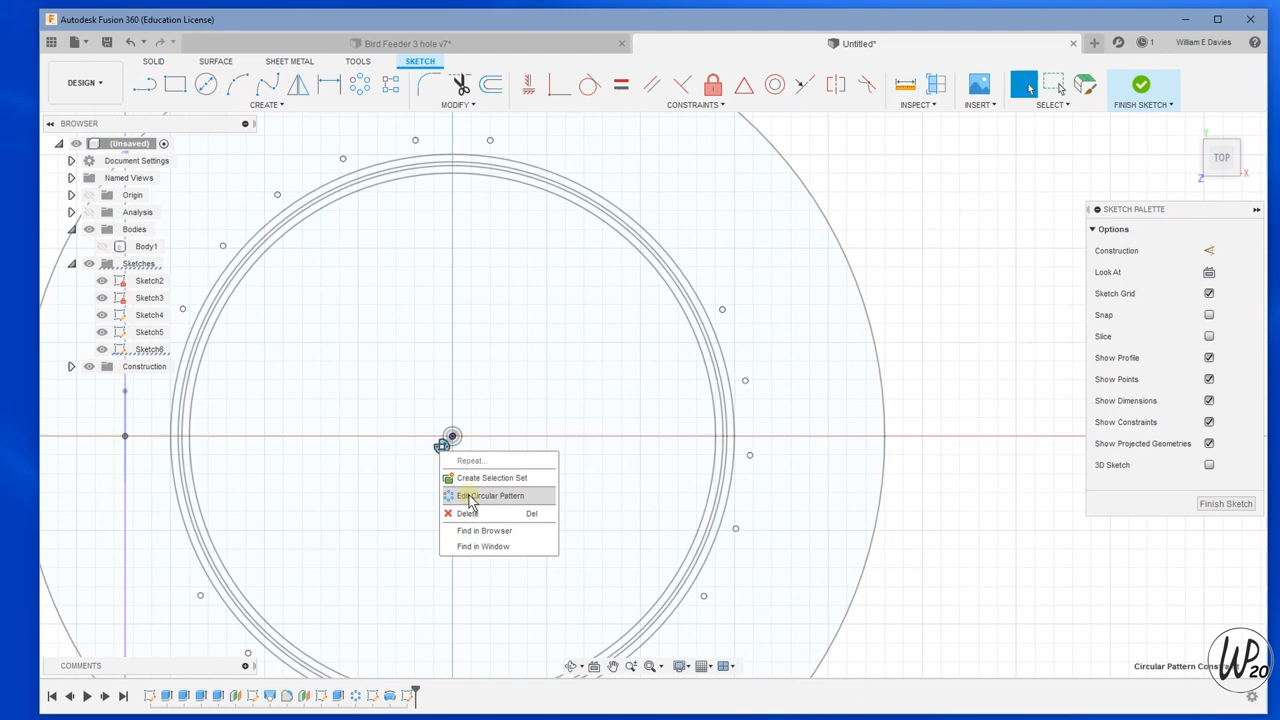 Autodesk Fusion 360 (Education License)
Bird Feeder 3 hole v7*
Untitled*
1
William E Davies
DESIGN
SOLID
SURFACE
SHEET METAL
TOOLS
SKETCH
CREATE
MODIFY
CONSTRAINTS
INSPECT
INSERT
SELECT
FINISH SKETCH
BROWSER
(Unsaved)
Document Settings
Named Views
Origin
Analysis
Bodies
Body1
Sketches
Sketch2
Sketch3
Sketch4
Sketch5
Sketch6
Construction
TOP
Y
X
Z
SKETCH PALETTE
Options
Construction
Look At
Sketch Grid
Snap
Slice
Show Profile
Show Points
Show Dimensions
Show Constraints
Show Projected Geometries
3D Sketch
Finish Sketch
Repeat...
Create Selection Set
Edit Circular Pattern
Delete Del
Find in Browser
Find in Window
COMMENTS
Circular Pattern Constr
WP
20